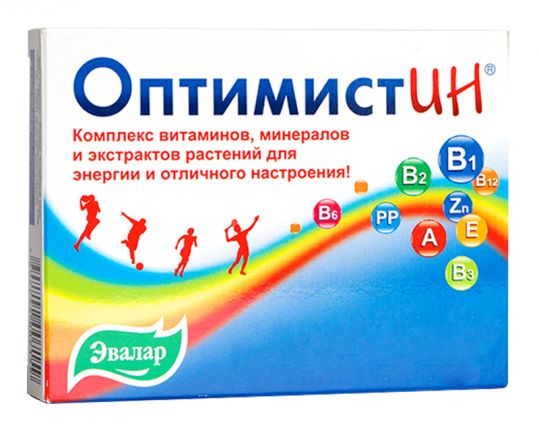 ОптимистИН®
Комплекс витаминов, минералов
и экстрактов растений для
энергии и отличного настроения!
B1
B2
B12
B6
PP
Zn
A
E
B3
Эвалар